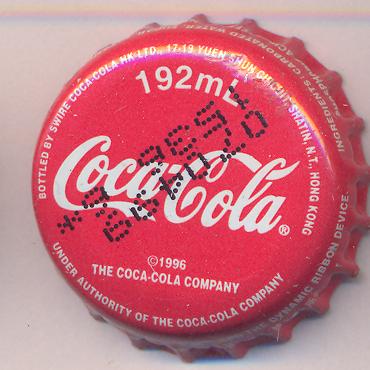 BOTTLED BY SWIRE COCA-COLA HK LTD., 17-19 YUEN SHUN CIRCUIT, SHATIN, N.T., HONG KONG
192mL
Coca-Cola®
©1996
THE COCA-COLA COMPANY
UNDER AUTHORITY OF THE COCA-COLA COMPANY
INGREDIENTS: CARBONATED WATER
THE DYNAMIC RIBBON DEVICE